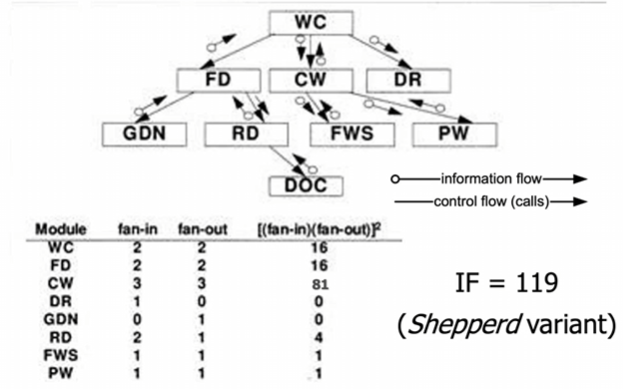 WC
FD CW DR
GDN RD FWS PW
DOC
information flow
control flow (calls)
Module fan-in fan-out [(fan-in)(fan-out)]²
WC 2 2 16
FD 2 2 16
CW 3 3 81
DR 1 0 0
GDN 0 1 0
RD 2 1 4
FWS 1 1 1
PW 1 1 1
IF = 119
(Shepperd variant)